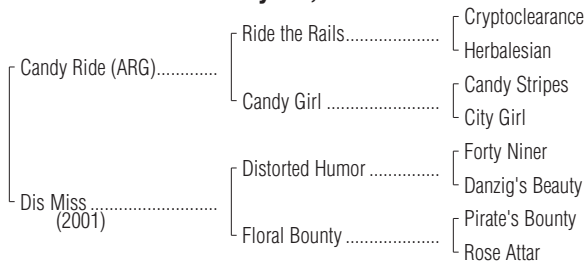 Cryptoclearance
Ride the Rails
Herbalesian
Candy Ride (ARG)
Candy Stripes
Candy Girl
City Girl
Forty Niner
Distorted Humor
Danzig's Beauty
Dis Miss
(2001)
Pirate's Bounty
Floral Bounty
Rose Attar